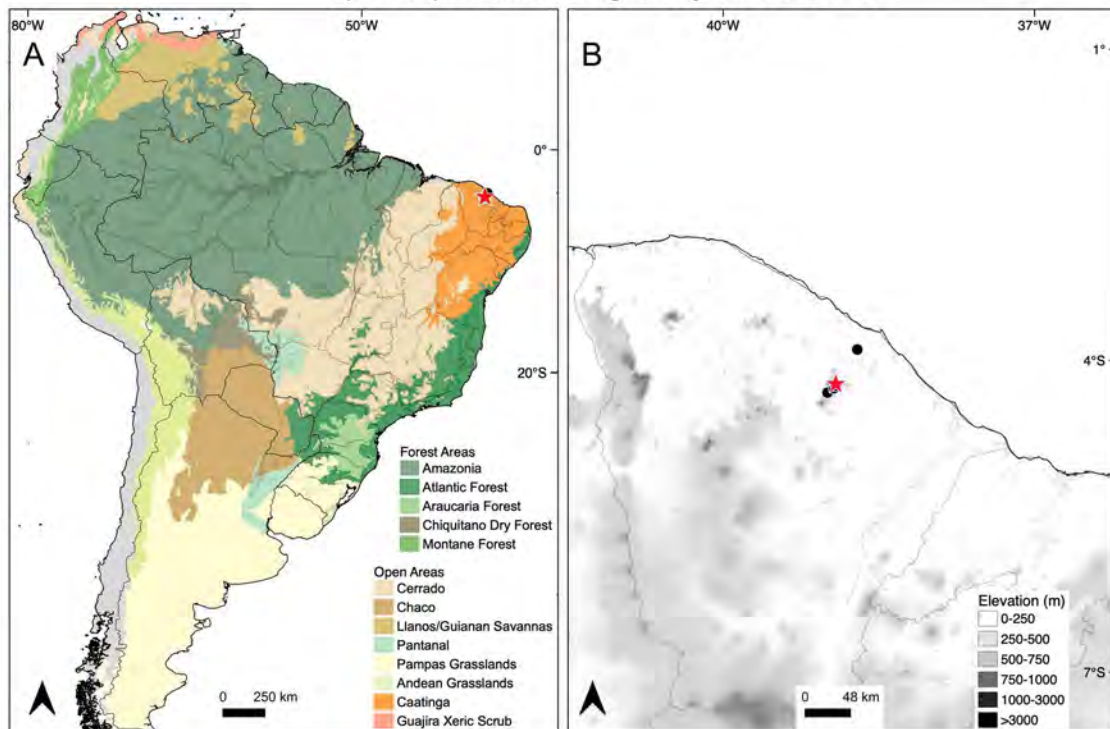 80°W
50°W
40°W
37°W
A
B
1°
0°
20°S
4°S
7°S
Forest Areas
Amazonia
Atlantic Forest
Araucaria Forest
Chiquitano Dry Forest
Montane Forest
Open Areas
Cerrado
Chaco
Llanos/Guianan Savannas
Pantanal
Pampas Grasslands
Andean Grasslands
Caatinga
Guajira Xeric Scrub
0 250 km
0 48 km
Elevation (m)
0-250
250-500
500-750
750-1000
1000-3000
>3000